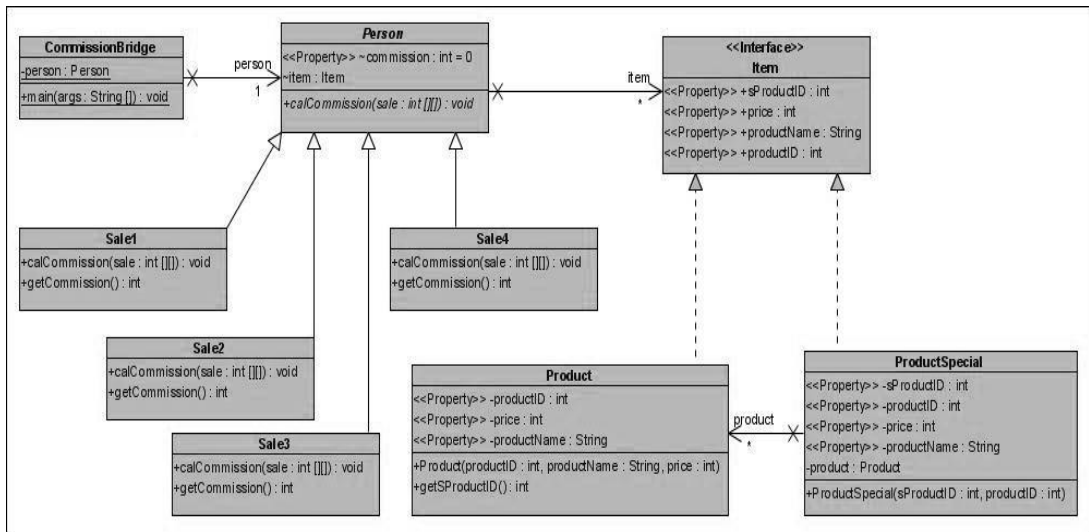 CommissionBridge
-person : Person
+main(args : String []) : void
person
1
Person
<<Property>> ~commission : int = 0
~item : Item
+calCommission(sale : int [][]) : void
item
*
<<Interface>>
Item
<<Property>> +sProductID : int
<<Property>> +price : int
<<Property>> +productName : String
<<Property>> +productID : int
Sale1
+calCommission(sale : int [][]) : void
+getCommission() : int
Sale4
+calCommission(sale : int [][]) : void
+getCommission() : int
Sale2
+calCommission(sale : int [][]) : void
+getCommission() : int
Sale3
+calCommission(sale : int [][]) : void
+getCommission() : int
Product
<<Property>> -productID : int
<<Property>> -price : int
<<Property>> -productName : String
+Product(productID : int, productName : String, price : int)
+getSProductID() : int
product
*
ProductSpecial
<<Property>> -sProductID : int
<<Property>> -productID : int
<<Property>> -price : int
<<Property>> -productName : String
-product : Product
+ProductSpecial(sProductID : int, productID : int)